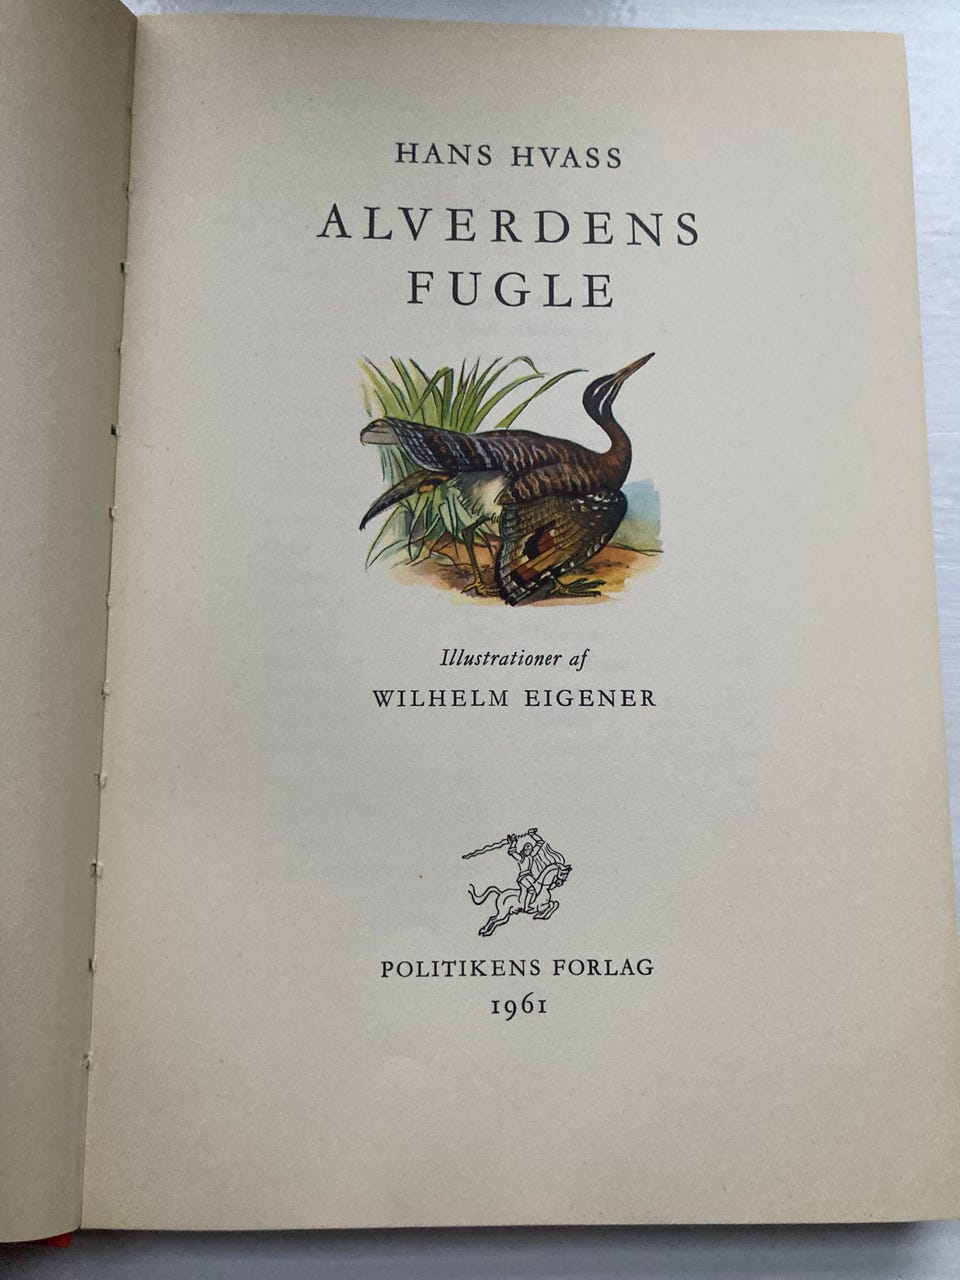 HANS HVASS
ALVERDENS
FUGLE
Illustrationer af
WILHELM EIGENER
POLITIKENS FORLAG
1961